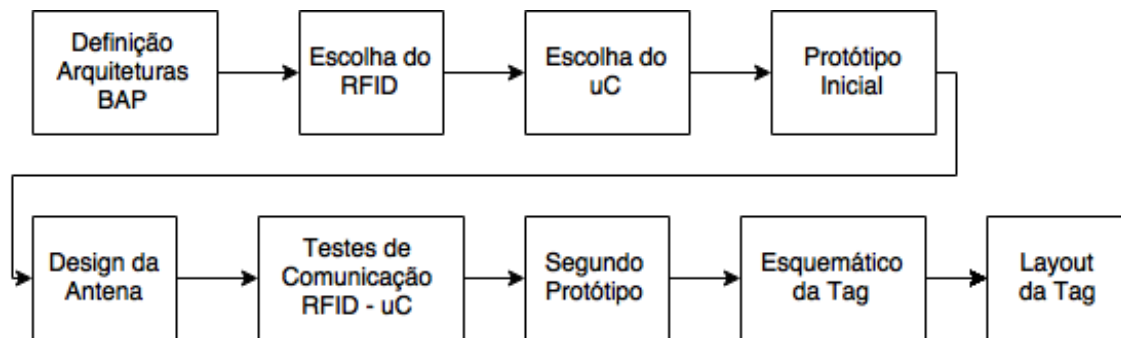 Definição
Arquiteturas
BAP
Escolha do
RFID
Escolha do
uC
Protótipo
Inicial
Design da
Antena
Testes de
Comunicação
RFID - uC
Segundo
Protótipo
Esquemático
da Tag
Layout
da Tag